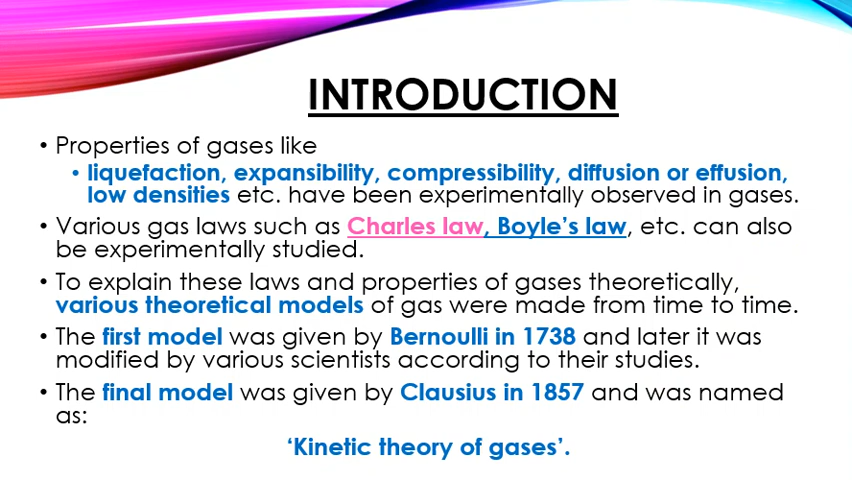 INTRODUCTION
• Properties of gases like
• liquefaction, expansibility, compressibility, diffusion or effusion,
low densities etc. have been experimentally observed in gases.
• Various gas laws such as Charles law, Boyle’s law, etc. can also
be experimentally studied.
• To explain these laws and properties of gases theoretically,
various theoretical models of gas were made from time to time.
• The first model was given by Bernoulli in 1738 and later it was
modified by various scientists according to their studies.
• The final model was given by Clausius in 1857 and was named
as:
‘Kinetic theory of gases’.